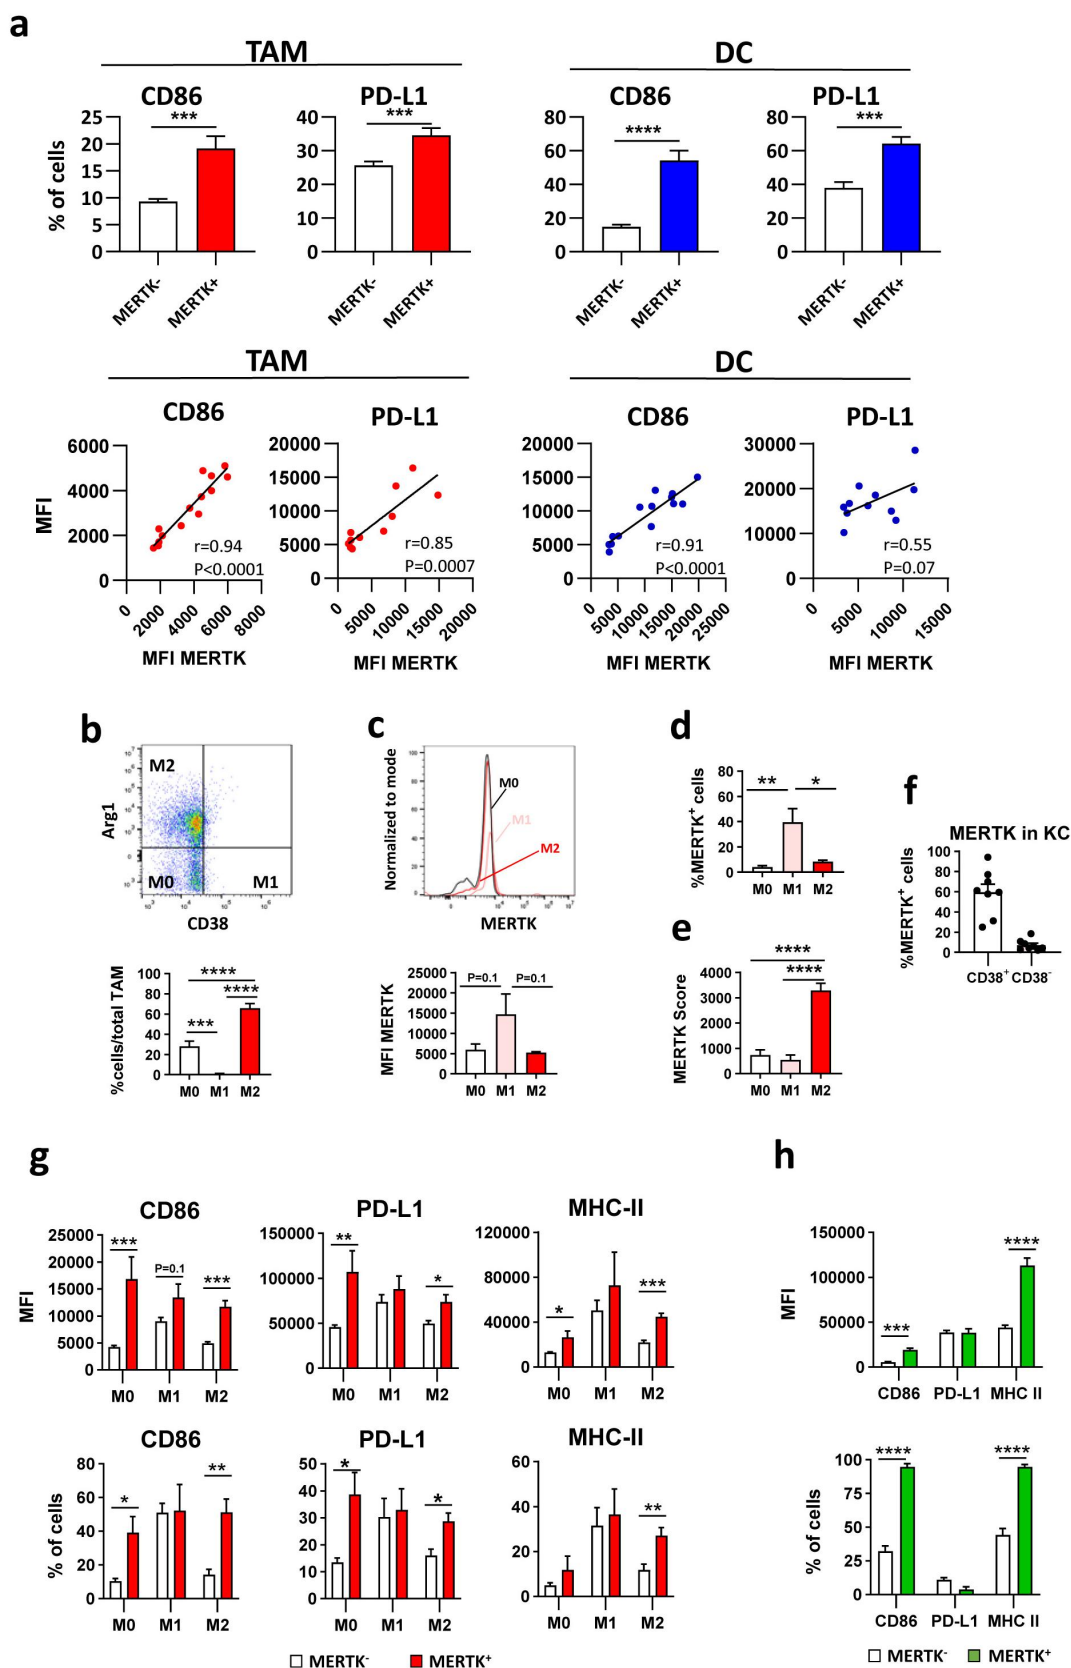 a
TAM
DC
CD86
PD-L1
CD86
PD-L1
% of cells
25
20
15
10
5
0
***
MERTK-
MERTK+
40
30
20
10
0
***
MERTK-
MERTK+
80
60
40
20
0
****
MERTK-
MERTK+
80
60
40
20
0
***
MERTK-
MERTK+
TAM
DC
CD86
PD-L1
CD86
PD-L1
MFI
6000
4000
2000
0
r=0.94
P<0.0001
0 2000 4000 6000 8000
MFI MERTK
20000
15000
10000
5000
0
r=0.85
P=0.0007
0 5000 10000 15000 20000
MFI MERTK
20000
15000
10000
5000
0
r=0.91
P<0.0001
0 5000 10000 15000 20000 25000
MFI MERTK
30000
20000
10000
0
r=0.55
P=0.07
0 5000 10000 15000
MFI MERTK
b
M2
M0
M1
Arg1
CD38
%cells/total TAM
100
80
60
40
20
0
****
****
***
M0 M1 M2
c
Normalized to mode
100
80
60
40
20
0
M0
M1
M2
MERTK
MFI MERTK
25000
20000
15000
10000
5000
0
P=0.1
P=0.1
M0 M1 M2
d
%MERTK+ cells
80
60
40
20
0
**
*
M0 M1 M2
e
MERTK Score
4000
3000
2000
1000
0
****
****
M0 M1 M2
f
MERTK in KC
%MERTK+ cells
100
80
60
40
20
0
CD38+ CD38-
g
CD86
PD-L1
MHC-II
MFI
25000
20000
15000
10000
5000
0
***
P=0.1
***
M0 M1 M2
150000
100000
50000
0
**
*
M0 M1 M2
120000
80000
40000
0
*
***
M0 M1 M2
CD86
PD-L1
MHC-II
% of cells
80
60
40
20
0
*
**
M0 M1 M2
50
40
30
20
10
0
*
*
M0 M1 M2
60
40
20
0
**
M0 M1 M2
MERTK-
MERTK+
h
MFI
150000
100000
50000
0
***
****
CD86 PD-L1 MHC II
% of cells
100
75
50
25
0
****
****
CD86 PD-L1 MHC II
MERTK-
MERTK+